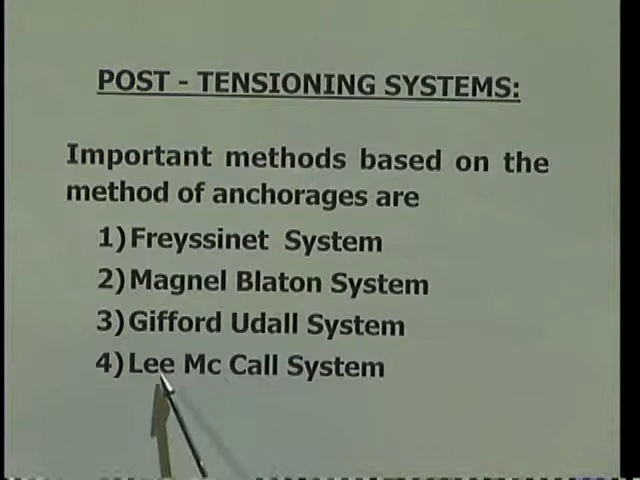 POST - TENSIONING SYSTEMS:
Important methods based on the
method of anchorages are
1) Freyssinet System
2) Magnel Blaton System
3) Gifford Udall System
4) Lee Mc Call System